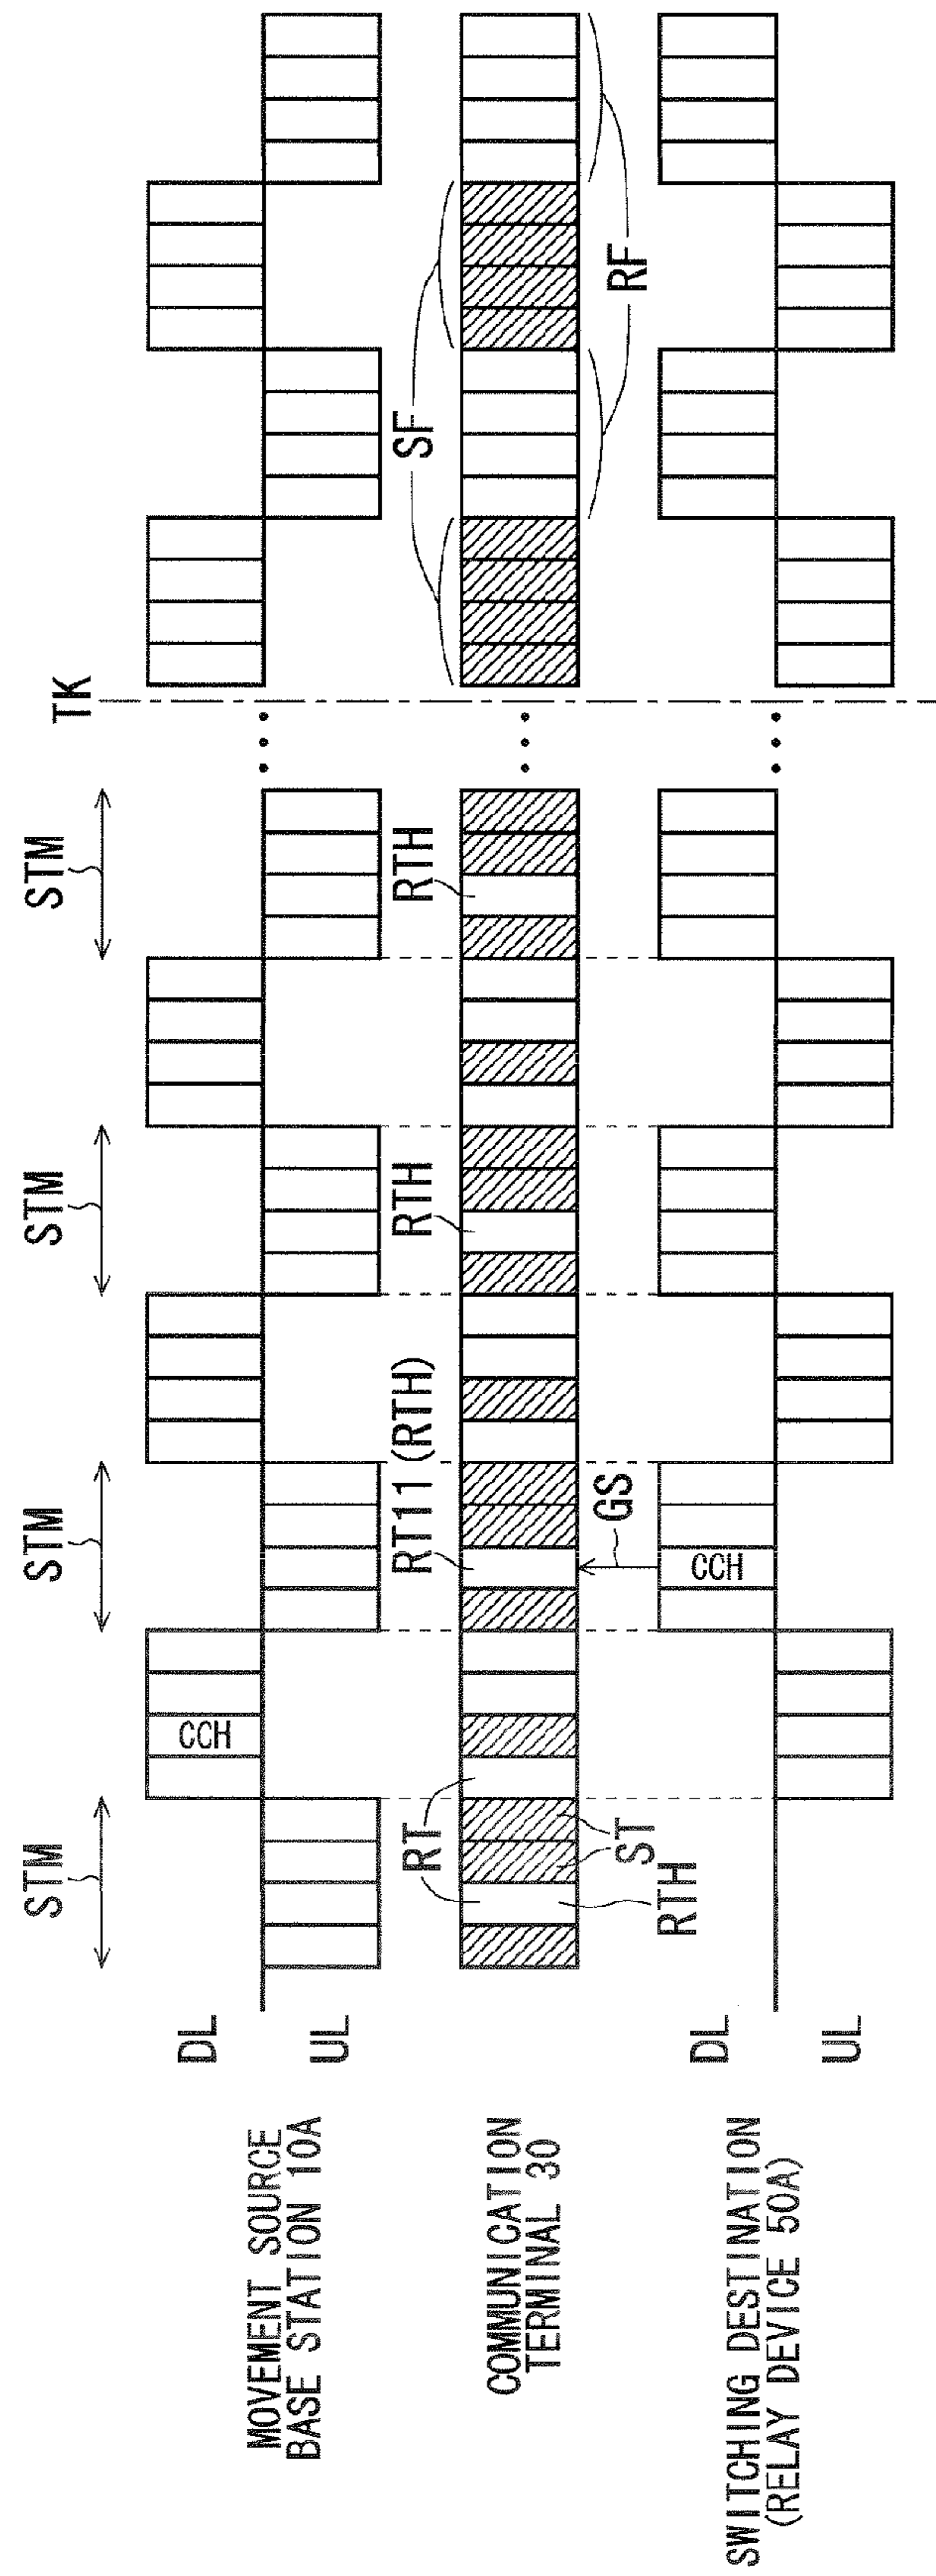 STM
STM
STM
STM
TK
MOVEMENT SOURCE
BASE STATION 10A
DL
UL
CCH
SF
COMMUNICATION
TERMINAL 30
RT
RT11 (RTH)
RTH
RTH
RTH
ST
GS
RF
SWITCHING DESTINATION
(RELAY DEVICE 50A)
DL
UL
CCH